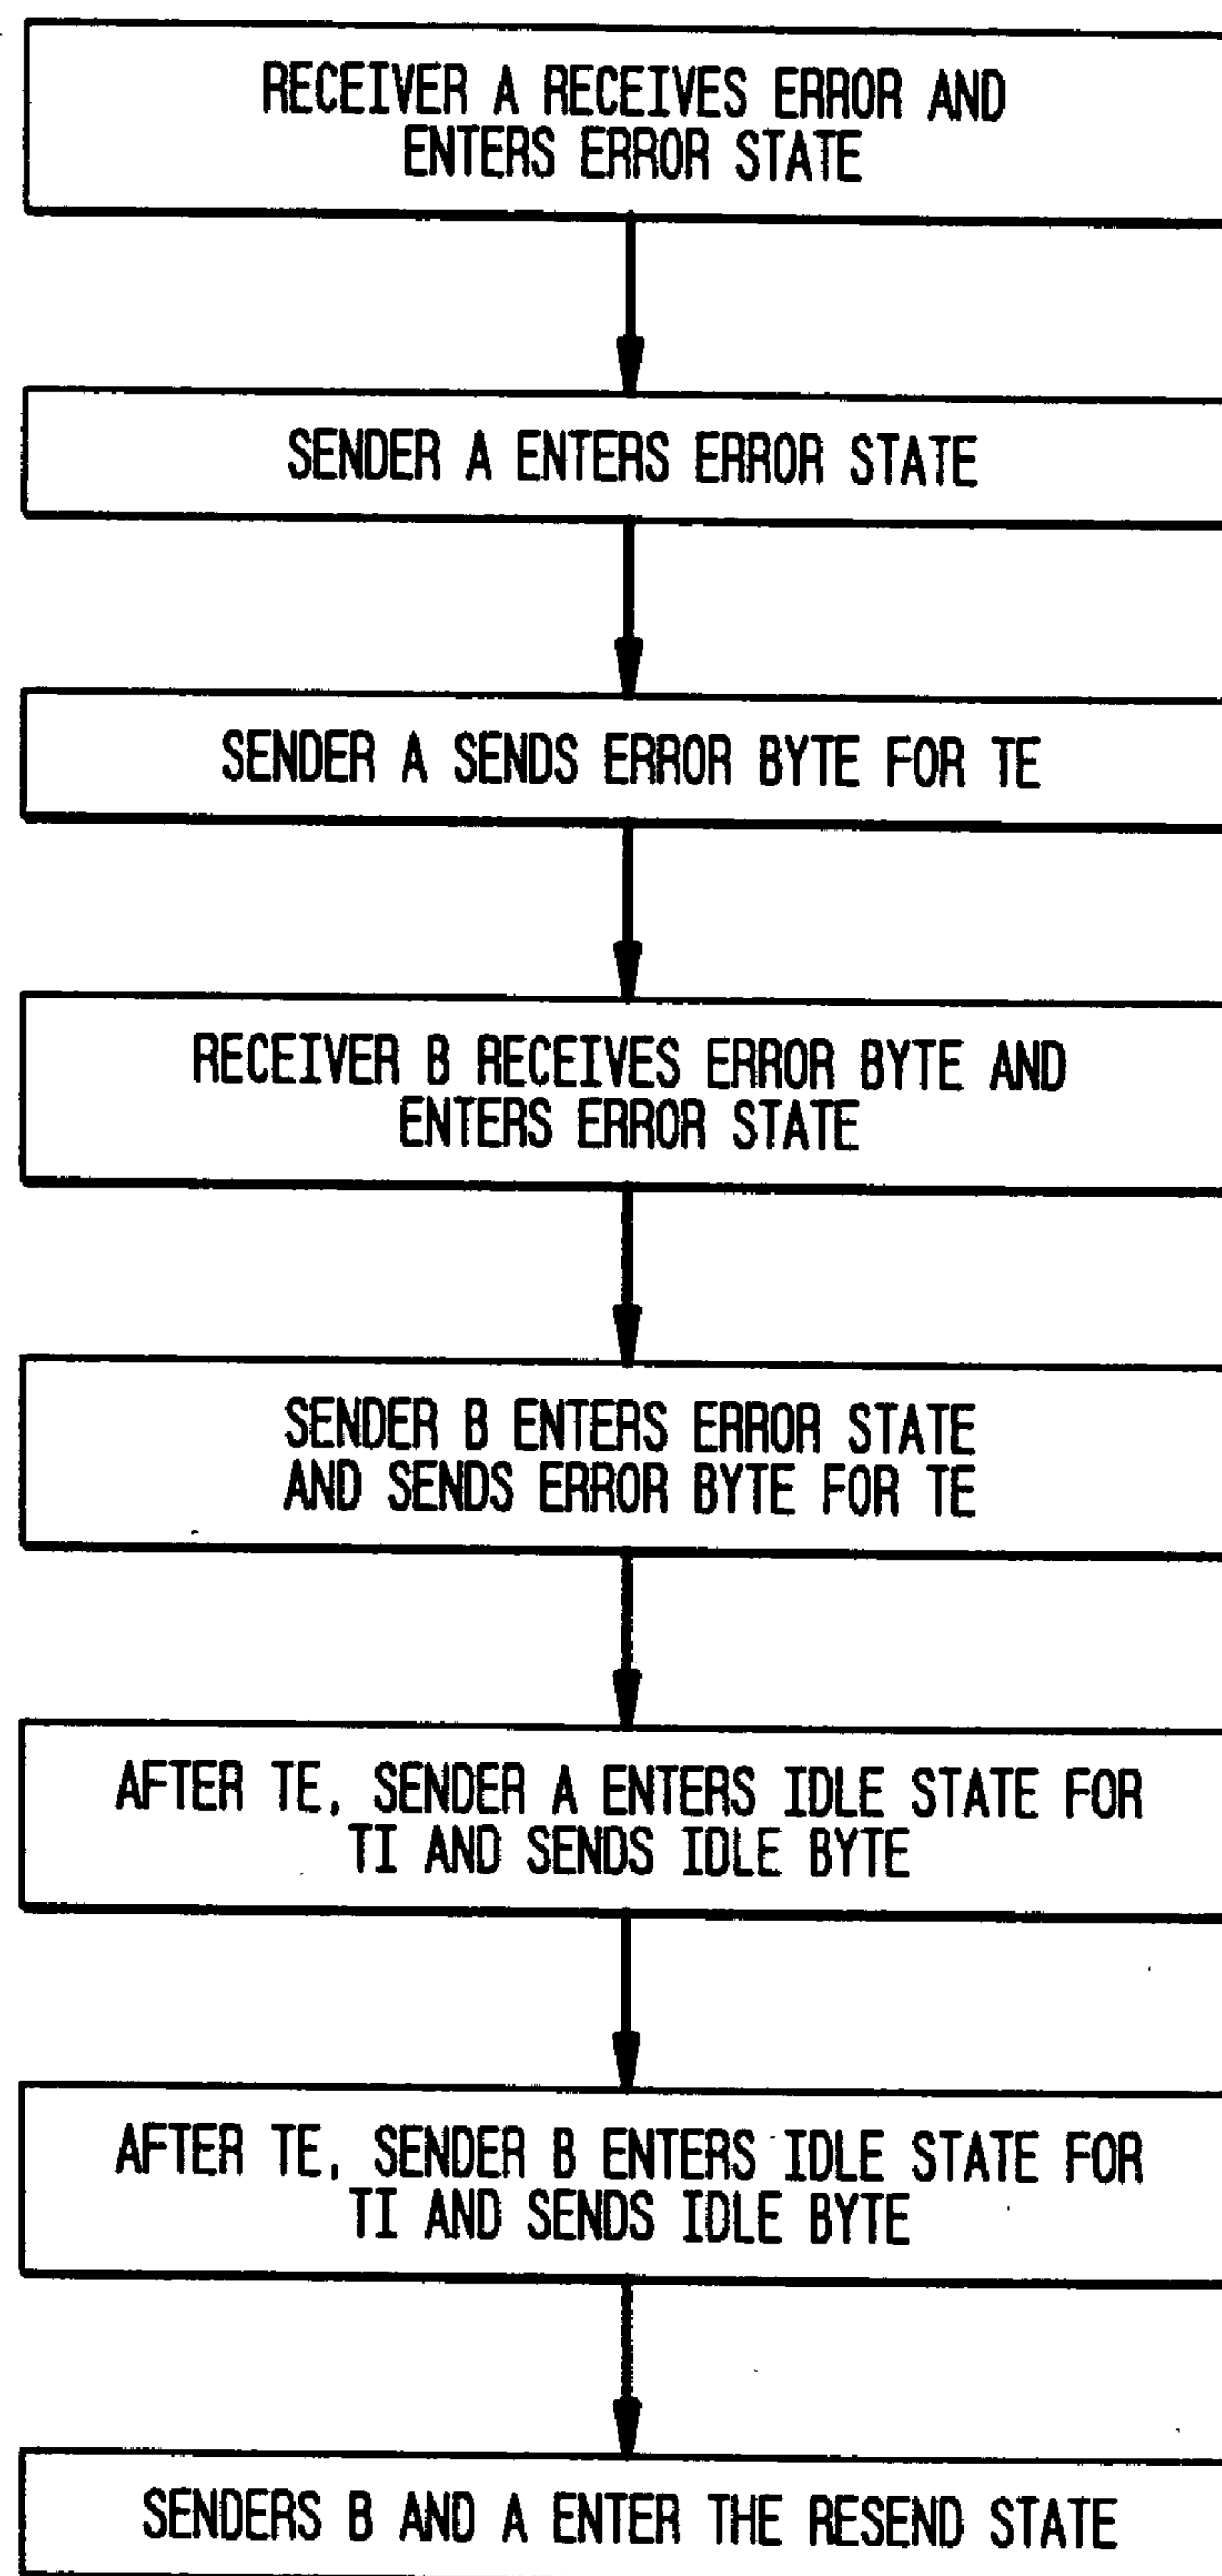 RECEIVER A RECEIVES ERROR AND
ENTERS ERROR STATE
SENDER A ENTERS ERROR STATE
SENDER A SENDS ERROR BYTE FOR TE
RECEIVER B RECEIVES ERROR BYTE AND
ENTERS ERROR STATE
SENDER B ENTERS ERROR STATE
AND SENDS ERROR BYTE FOR TE
AFTER TE, SENDER A ENTERS IDLE STATE FOR
TI AND SENDS IDLE BYTE
AFTER TE, SENDER B ENTERS IDLE STATE FOR
TI AND SENDS IDLE BYTE
SENDERS B AND A ENTER THE RESEND STATE